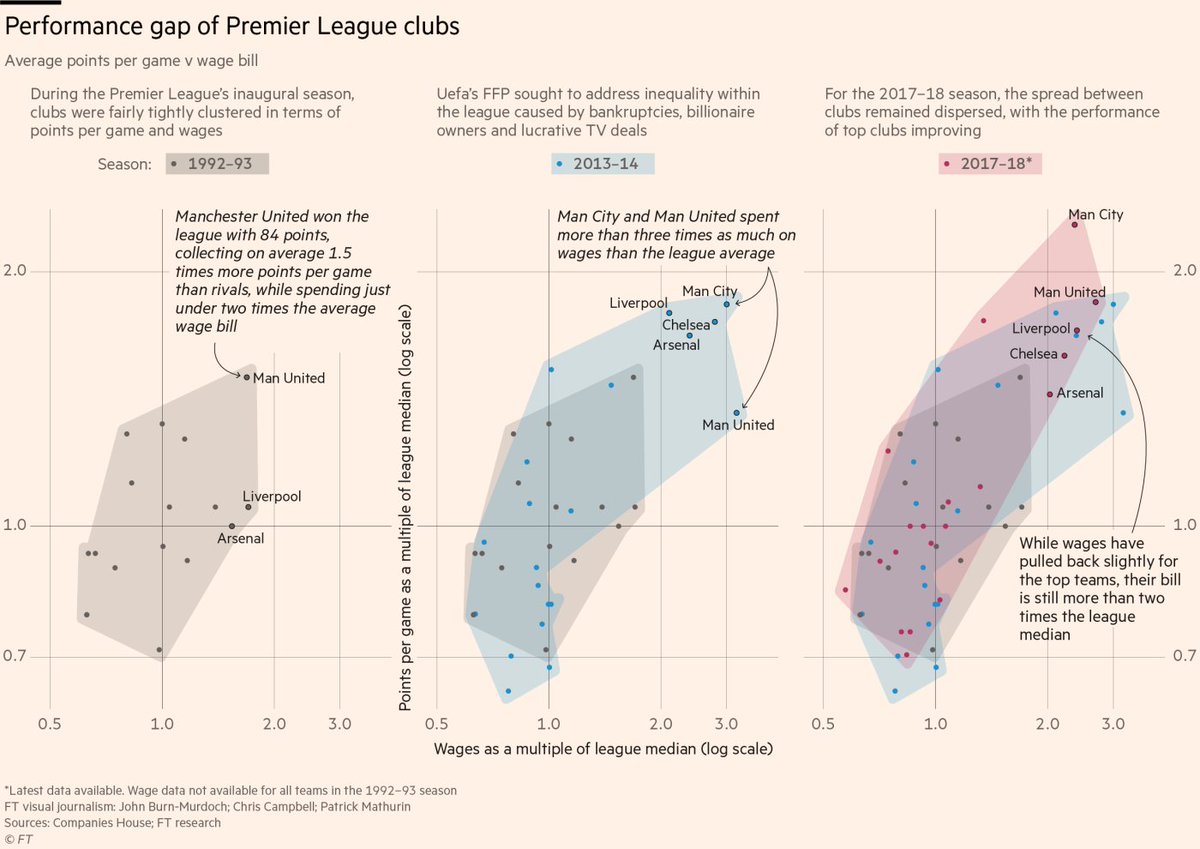 Performance gap of Premier League clubs
Average points per game v wage bill
During the Premier League's inaugural season,
clubs were fairly tightly clustered in terms of
points per game and wages
Uefa's FFP sought to address inequality within
the league caused by bankruptcies, billionaire
owners and lucrative TV deals
For the 2017–18 season, the spread between
clubs remained dispersed, with the performance
of top clubs improving
Season:
1992–93
2013–14
2017–18*
Manchester United won the
league with 84 points,
collecting on average 1.5
times more points per game
than rivals, while spending just
under two times the average
wage bill
Man United
Liverpool
Arsenal
2.0
1.0
0.7
0.5
1.0
2.0
3.0
Points per game as a multiple of league median (log scale)
Man City and Man United spent
more than three times as much on
wages than the league average
Man City
Liverpool
Chelsea
Arsenal
Man United
0.5
1.0
2.0
3.0
Wages as a multiple of league median (log scale)
Man City
Man United
Liverpool
Chelsea
Arsenal
While wages have
pulled back slightly for
the top teams, their bill
is still more than two
times the league
median
2.0
1.0
0.7
0.5
1.0
2.0
3.0
*Latest data available. Wage data not available for all teams in the 1992–93 season
FT visual journalism: John Burn-Murdoch; Chris Campbell; Patrick Mathurin
Sources: Companies House; FT research
© FT